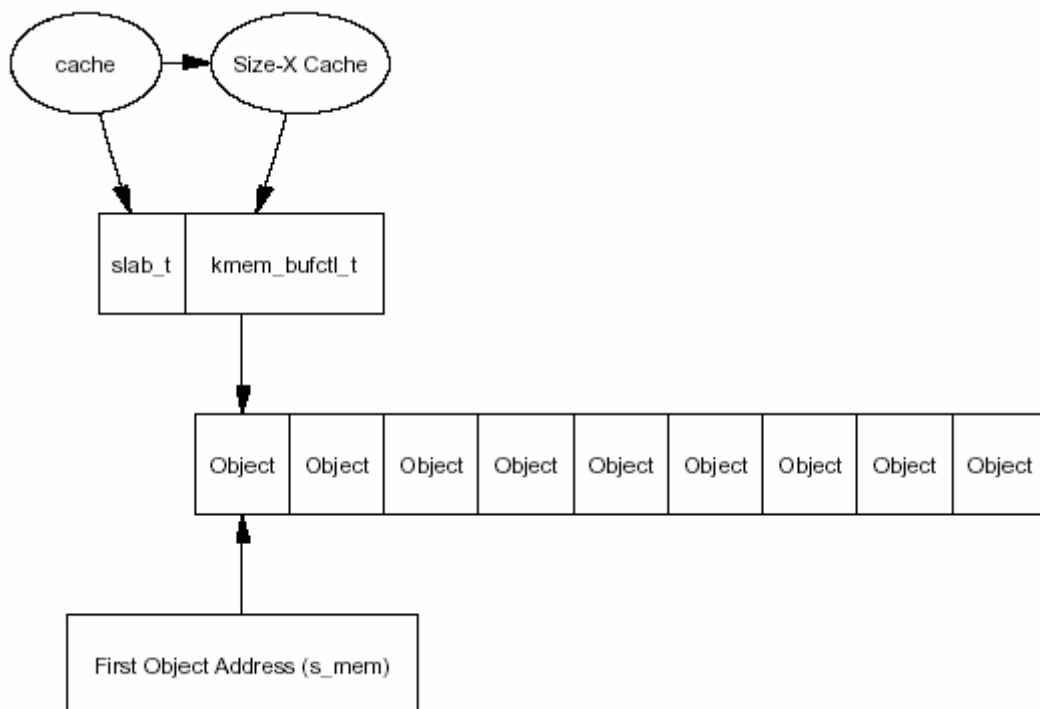 cache
Size-X Cache
slab_t
kmem_bufctl_t
Object
Object
Object
Object
Object
Object
Object
Object
Object
First Object Address (s_mem)